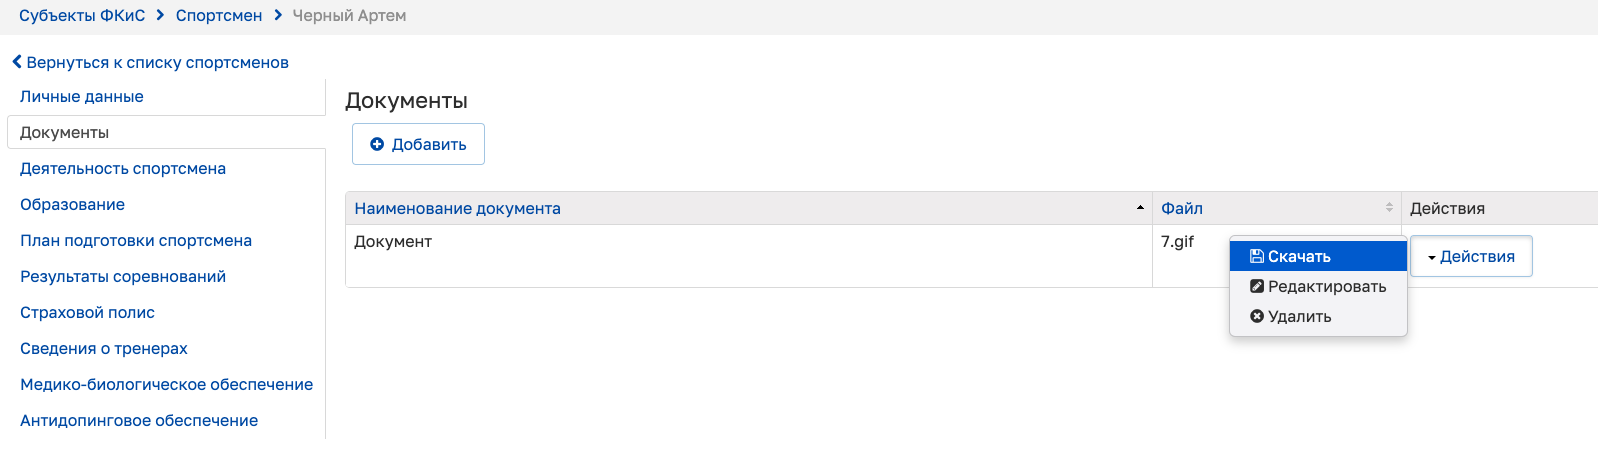 Субъекты ФКиС Спортсмен Черный Артем
Вернуться к списку спортсменов
Личные данные
Документы
Деятельность спортсмена
Образование
План подготовки спортсмена
Результаты соревнований
Страховой полис
Сведения о тренерах
Медико-биологическое обеспечение
Антидопинговое обеспечение
Документы
Добавить
Наименование документа Файл Действия
Документ 7.gif Действия
Скачать
Редактировать
Удалить